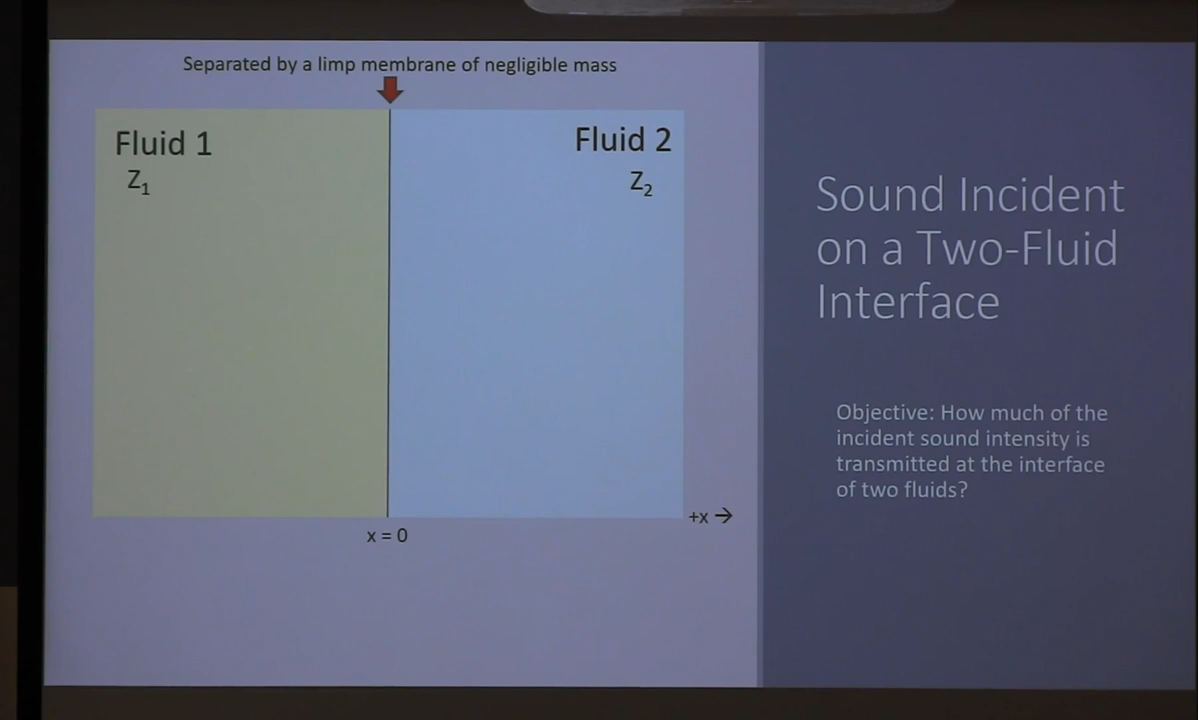 Separated by a limp membrane of negligible mass
Fluid 1
Z1
Fluid 2
Z2
x = 0
+x →
Sound Incident
on a Two-Fluid
Interface
Objective: How much of the
incident sound intensity is
transmitted at the interface
of two fluids?